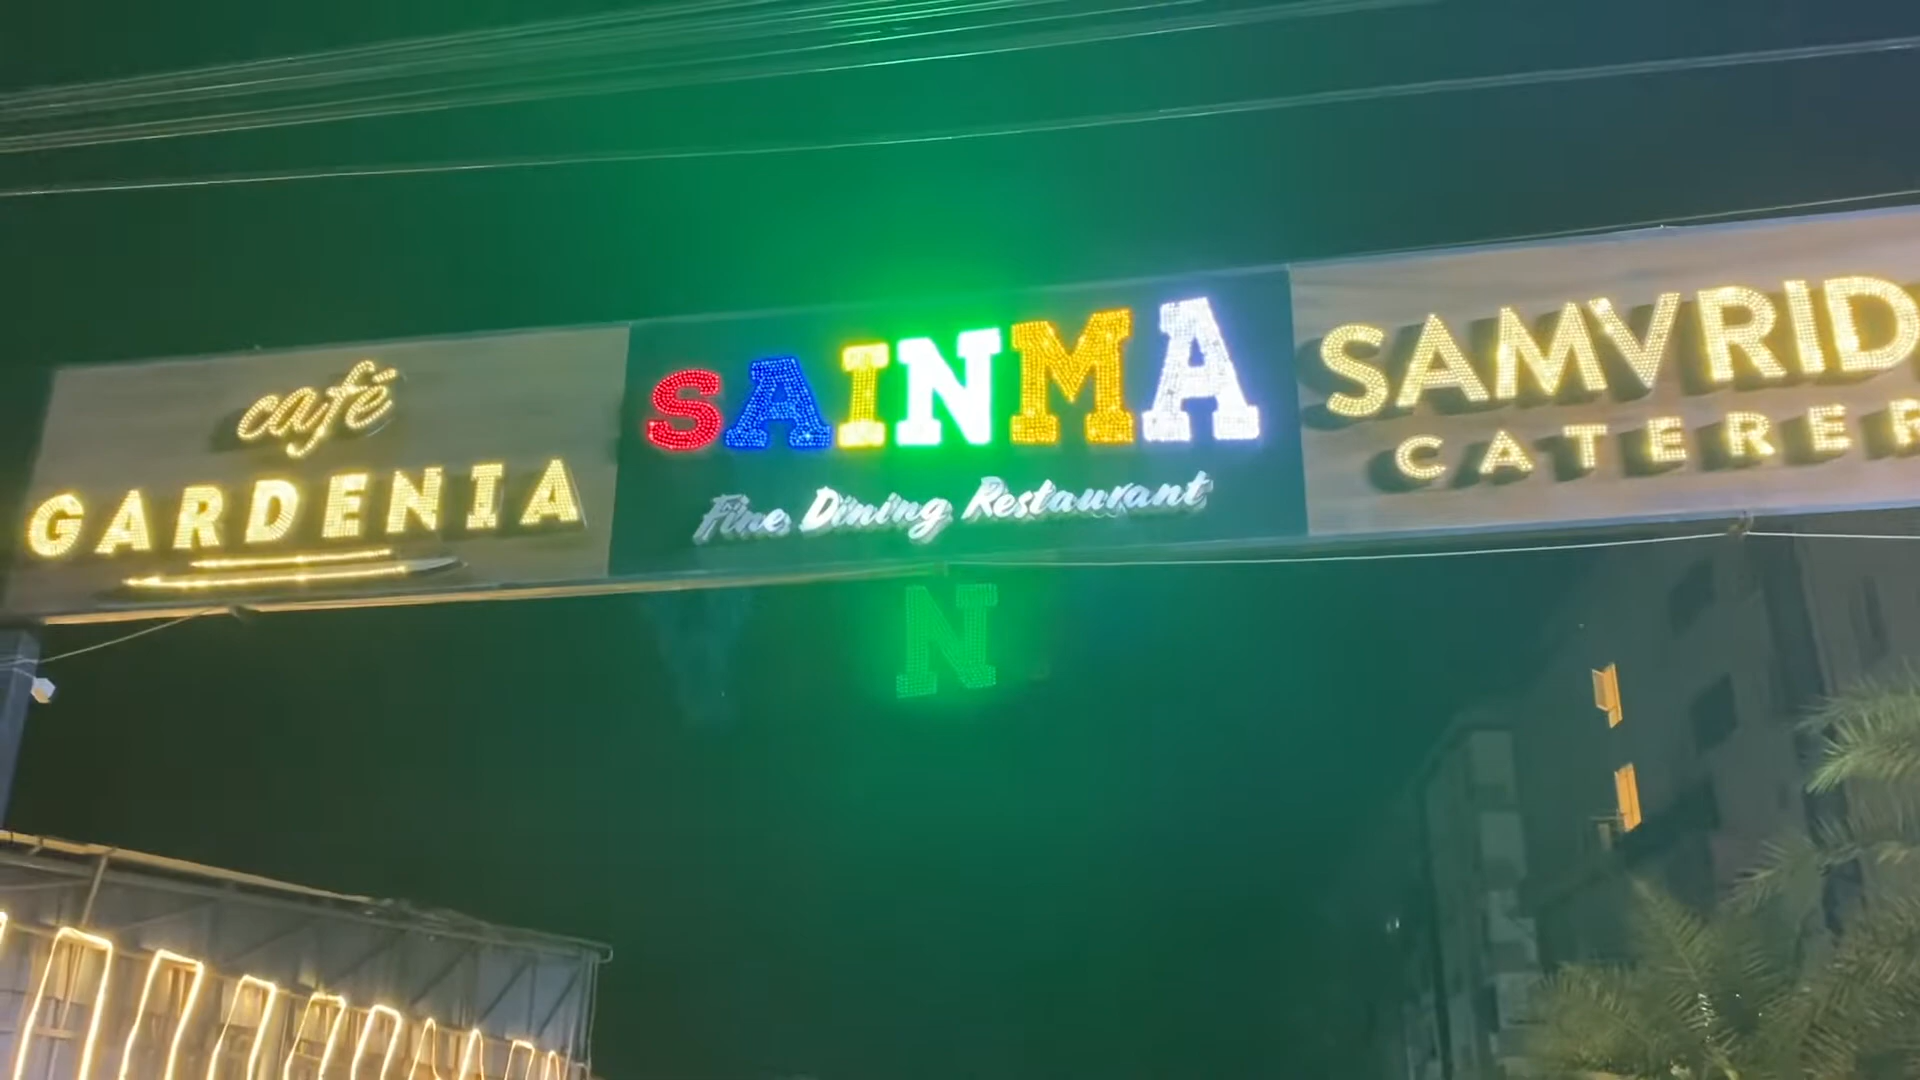 café
GARDENIA
SAINMA
Fine Dining Restaurant
SAMVRID
CATERER